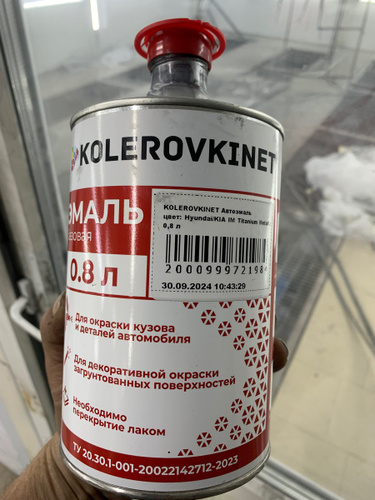 KOLEROVKINET
ЭМАЛЬ
0.8 л
KOLEROVKINET Автоэмаль
цвет: Hyundai/KIA IM Titanium
0,8 л
200099972198
30.09.2024 10:43:29
Для окраски кузова
и деталей автомобиля
Для декоративной окраски
загрунтованных поверхностей
Необходимо
перекрытие лаком
ТУ 20.30.1-001-20022142712-2023